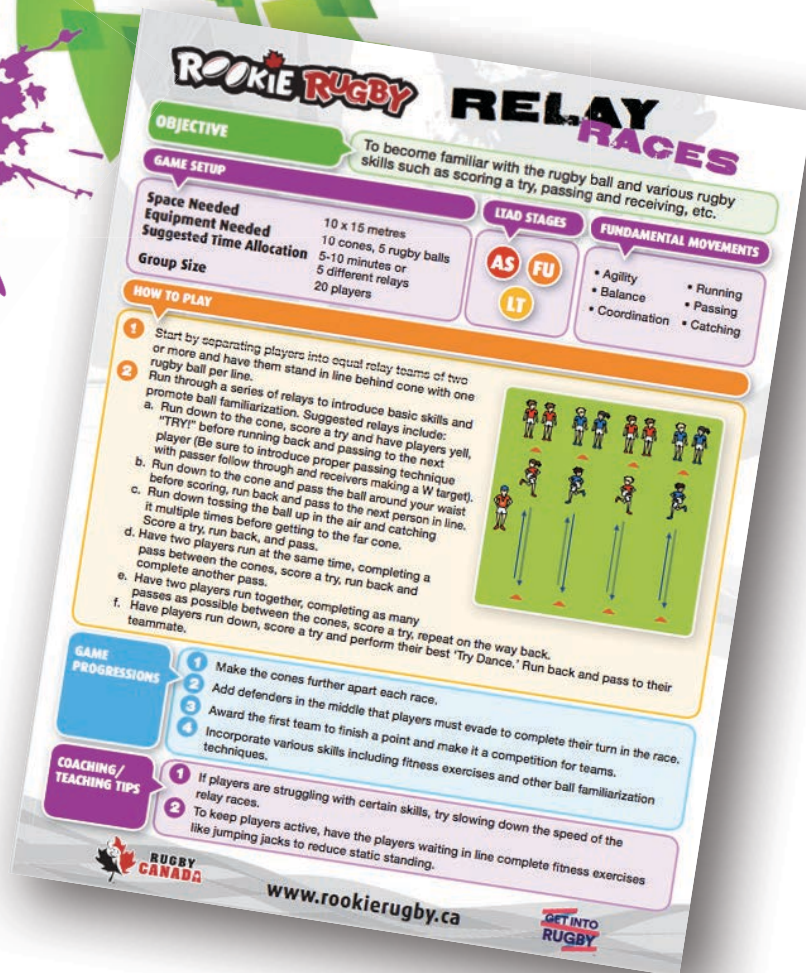 ROOKIE RUGBY
RELAY
RACES
OBJECTIVE
To become familiar with the rugby ball and various rugby
skills such as scoring a try, passing and receiving, etc.
GAME SETUP
Space Needed 10 x 15 metres
Equipment Needed 10 cones, 5 rugby balls
Suggested Time Allocation 5-10 minutes or
5 different relays
Group Size 20 players
LTAD STAGES
AS FU
LT
FUNDAMENTAL MOVEMENTS
• Agility
• Balance
• Coordination
• Running
• Passing
• Catching
HOW TO PLAY
1 Start by separating players into equal relay teams of two
or more and have them stand in line behind cone with one
rugby ball per line.
2 Run through a series of relays to introduce basic skills and
promote ball familiarization. Suggested relays include:
a. Run down to the cone, score a try and have players yell,
"TRY!" before running back and passing to the next
player (Be sure to introduce proper passing technique
with passer follow through and receivers making a W target).
b. Run down to the cone and pass the ball around your waist
before scoring, run back and pass to the next person in line.
c. Run down tossing the ball up in the air and catching
it multiple times before getting to the far cone.
Score a try, run back, and pass.
d. Have two players run at the same time, completing a
pass between the cones, score a try, run back and
complete another pass.
e. Have two players run together, completing as many
passes as possible between the cones, score a try, repeat on the way back.
f. Have players run down, score a try and perform their best 'Try Dance.' Run back and pass to their
teammate.
GAME
PROGRESSIONS
1 Make the cones further apart each race.
2 Add defenders in the middle that players must evade to complete their turn in the race.
3 Award the first team to finish a point and make it a competition for teams.
4 Incorporate various skills including fitness exercises and other ball familiarization
techniques.
COACHING/
TEACHING TIPS
1 If players are struggling with certain skills, try slowing down the speed of the
relay races.
2 To keep players active, have the players waiting in line complete fitness exercises
like jumping jacks to reduce static standing.
RUGBY
CANADA
www.rookierugby.ca
GET INTO
RUGBY